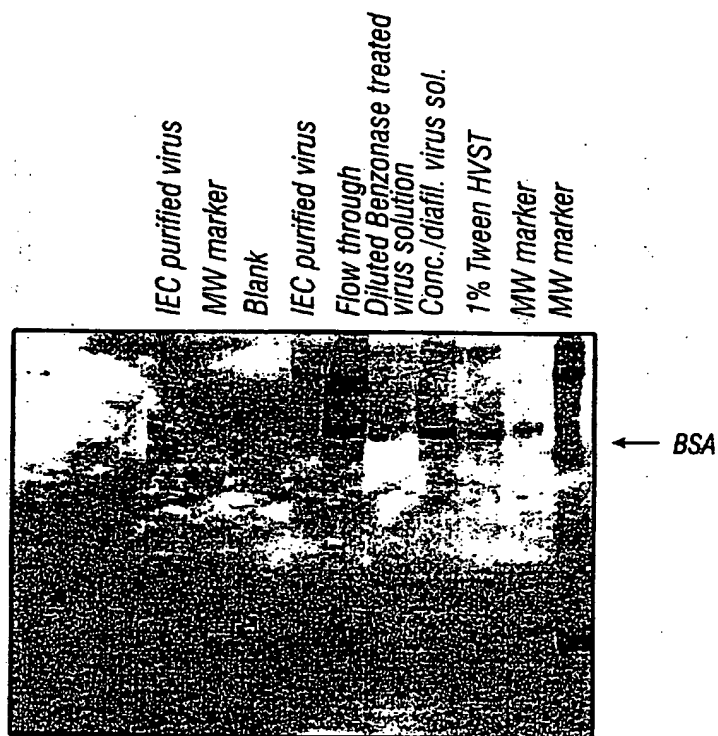 IEC purified virus
MW marker
Blank
IEC purified virus
Flow through
Diluted Benzonase treated
virus solution
Conc./diafil. virus sol.
1% Tween HVST
MW marker
MW marker
BSA